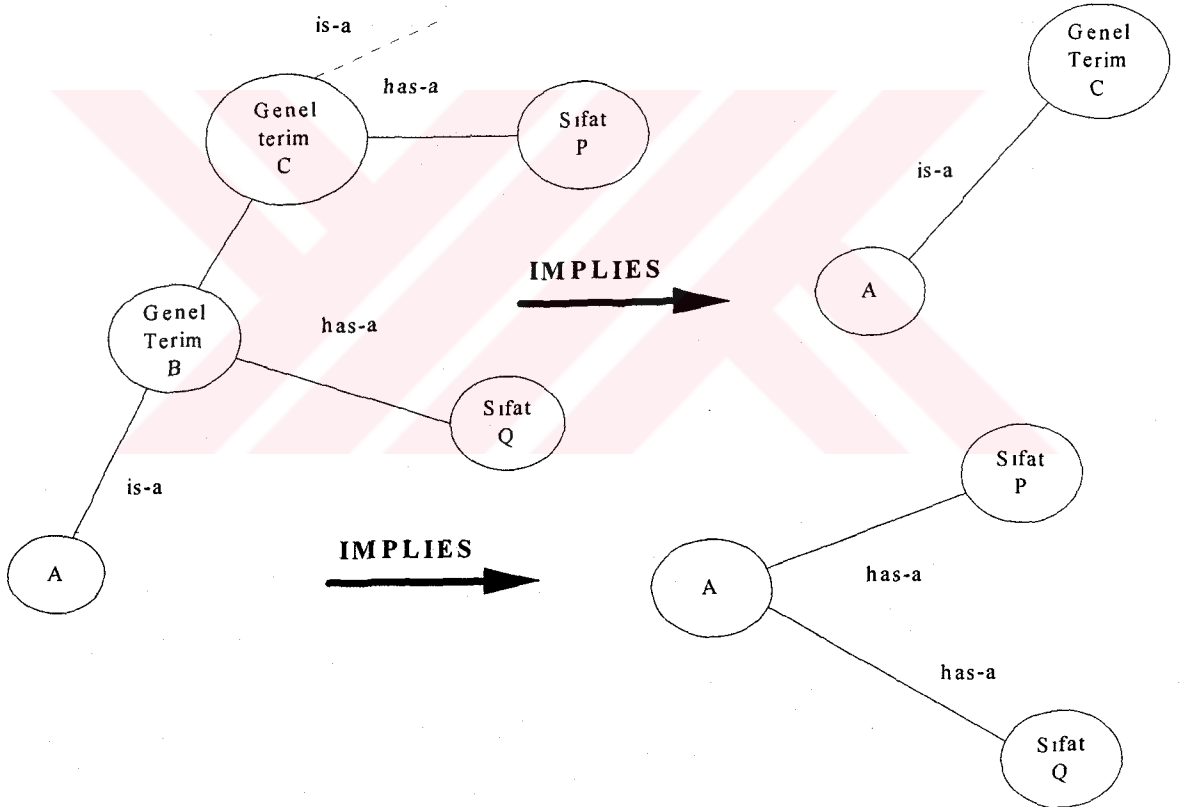 is-a
has-a
Genel
terim
C
Sıfat
P
Genel
Terim
C
is-a
IMPLIES
A
Genel
Terim
B
has-a
Sıfat
Q
is-a
A
IMPLIES
Sıfat
P
A
has-a
has-a
Sıfat
Q